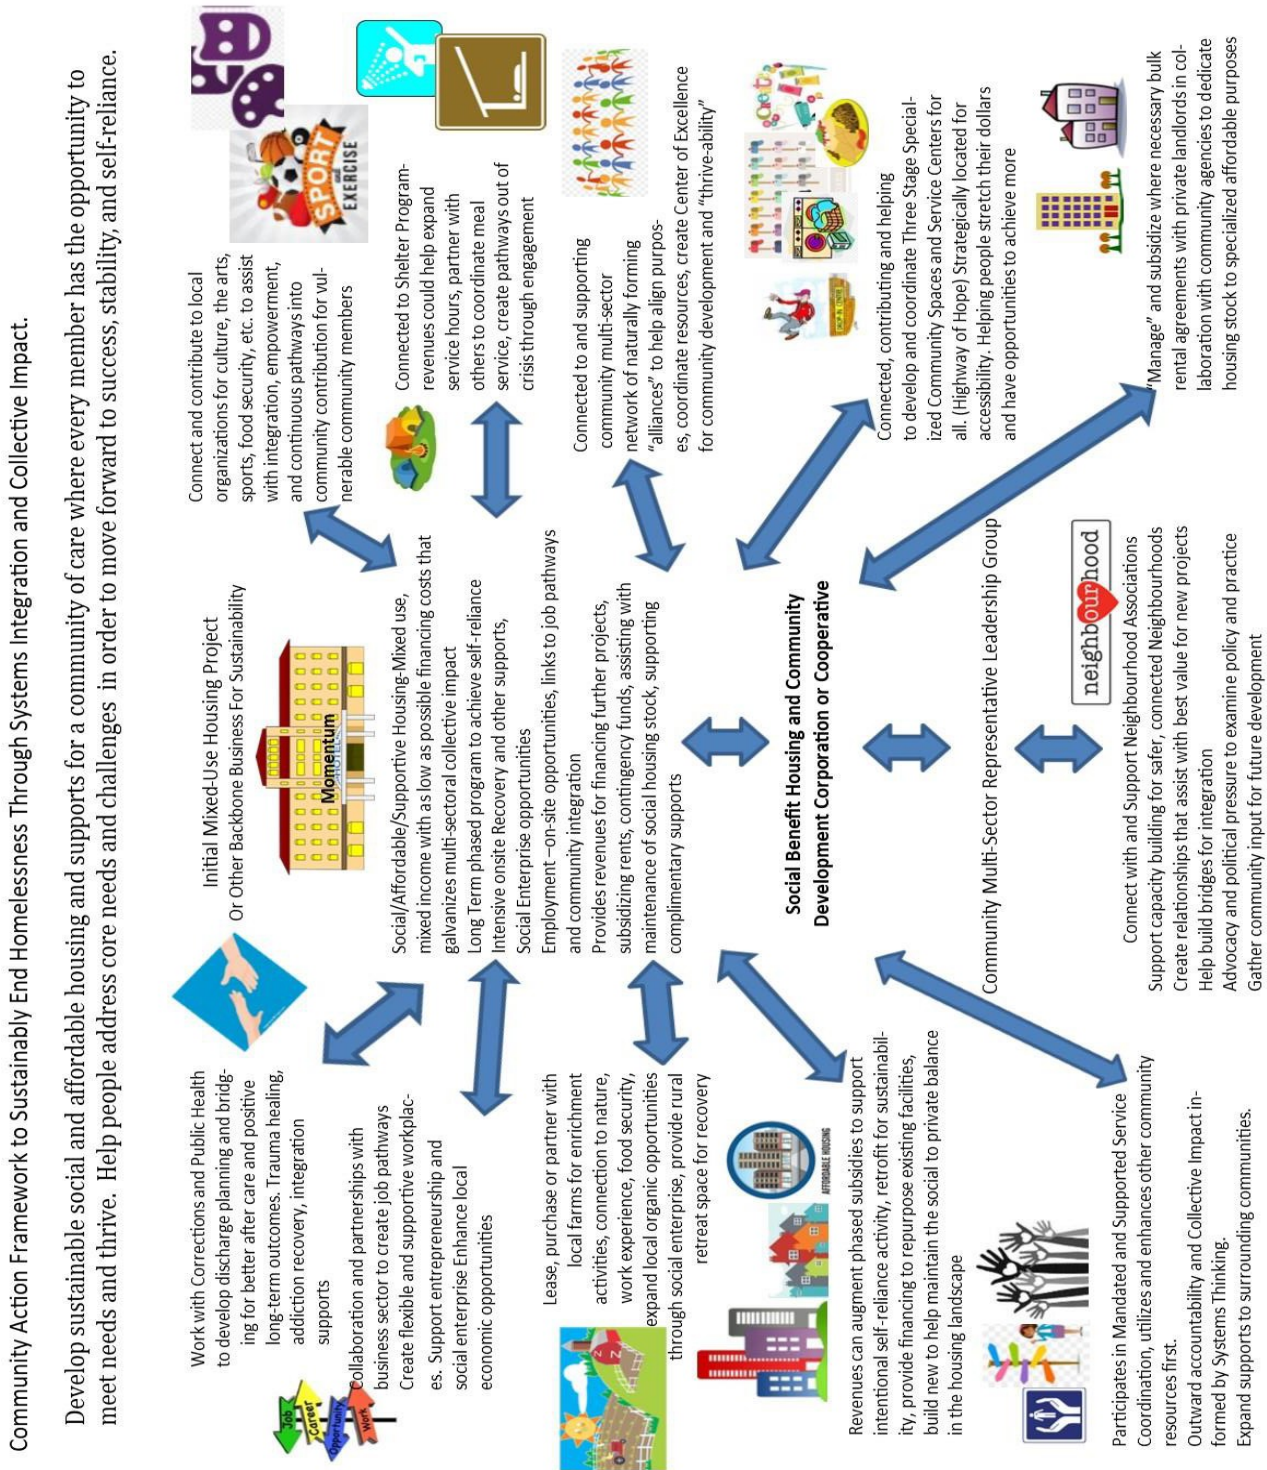 Community Action Framework to Sustainably End Homelessness Through Systems Integration and Collective Impact.
Develop sustainable social and affordable housing and supports for a community of care where every member has the opportunity to
meet needs and thrive. Help people address core needs and challenges in order to move forward to success, stability, and self-reliance.
Work with Corrections and Public Health
to develop discharge planning and bridg-
ing for better after care and positive
long-term outcomes. Trauma healing,
addiction recovery, integration
supports
Job
Career
Opportunity
Work
Collaboration and partnerships with
business sector to create job pathways
Create flexible and supportive workplac-
es. Support entrepreneurship and
social enterprise Enhance local
economic opportunities
Lease, purchase or partner with
local farms for enrichment
activities, connection to nature,
work experience, food security,
expand local organic opportunities
through social enterprise, provide rural
retreat space for recovery
AFFORDABLE HOUSING
Revenues can augment phased subsidies to support
intentional self-reliance activity, retrofit for sustainabil-
ity, provide financing to repurpose existing facilities,
build new to help maintain the social to private balance
in the housing landscape
Participates in Mandated and Supported Service
Coordination, utilizes and enhances other community
resources first.
Outward accountability and Collective Impact in-
formed by Systems Thinking.
Expand supports to surrounding communities.
Initial Mixed-Use Housing Project
Or Other Backbone Business For Sustainability
HOTEL
Momentum
Social/Affordable/Supportive Housing-Mixed use,
mixed income with as low as possible financing costs that
galvanizes multi-sectoral collective impact
Long Term phased program to achieve self-reliance
Intensive onsite Recovery and other supports,
Social Enterprise opportunities
Employment –on-site opportunities, links to job pathways
and community integration
Provides revenues for financing further projects,
subsidizing rents, contingency funds, assisting with
maintenance of social housing stock, supporting
complimentary supports
Social Benefit Housing and Community
Development Corporation or Cooperative
Community Multi-Sector Representative Leadership Group
neighbourhood
Connect with and Support Neighbourhood Associations
Support capacity building for safer, connected Neighbourhoods
Create relationships that assist with best value for new projects
Help build bridges for integration
Advocacy and political pressure to examine policy and practice
Gather community input for future development
Connect and contribute to local
organizations for culture, the arts,
sports, food security, etc. to assist
with integration, empowerment,
and continuous pathways into
community contribution for vul-
nerable community members
SPORT
and
EXERCISE
Connected to Shelter Program-
revenues could help expand
service hours, partner with
others to coordinate meal
service, create pathways out of
crisis through engagement
Connected to and supporting
community multi-sector
network of naturally forming
“alliances” to help align purpos-
es, coordinate resources, create Center of Excellence
for community development and “thrive-ability”
DROP-IN CENTER
Connected, contributing and helping
to develop and coordinate Three Stage Special-
ized Community Spaces and Service Centers for
all. (Highway of Hope) Strategically located for
accessibility. Helping people stretch their dollars
and have opportunities to achieve more
“Manage” and subsidize where necessary bulk
rental agreements with private landlords in col-
laboration with community agencies to dedicate
housing stock to specialized affordable purposes